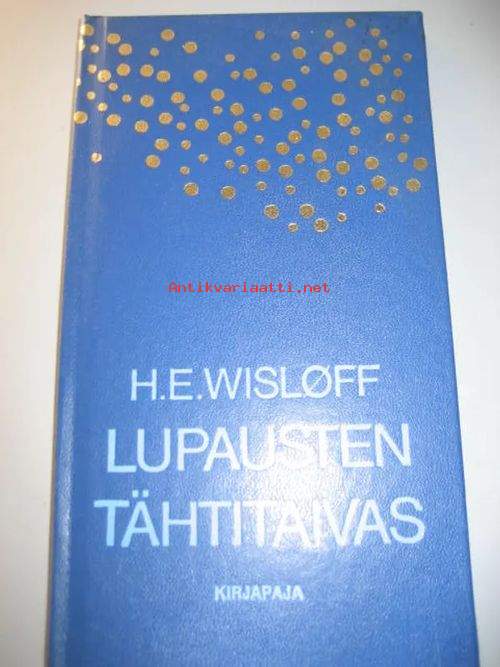 Antikvariaatti.net
H.E.WISLØFF
LUPAUSTEN
TÄHTITAIVAS
KIRJAPAJA